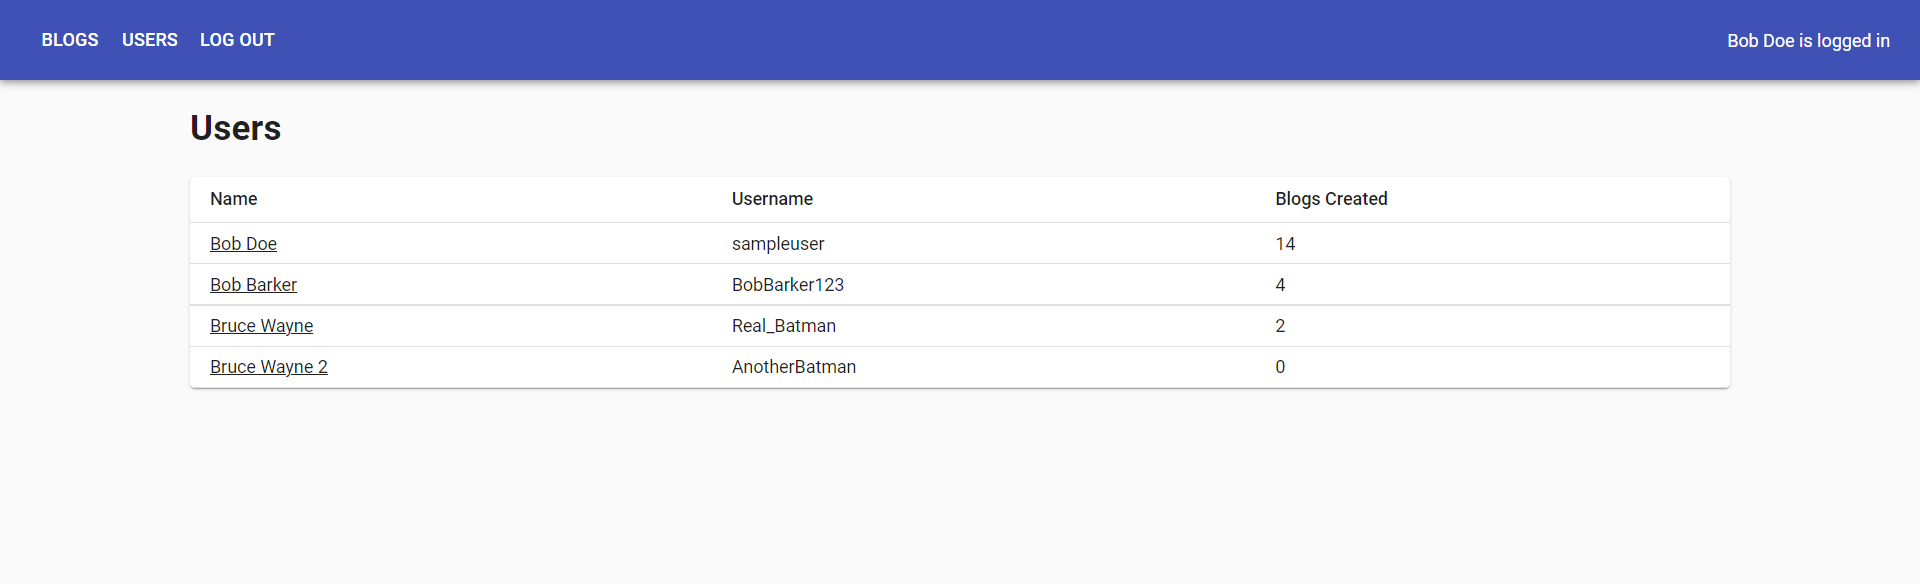 BLOGS USERS LOG OUT Bob Doe is logged in
Users
Name Username Blogs Created
Bob Doe sampleuser 14
Bob Barker BobBarker123 4
Bruce Wayne Real_Batman 2
Bruce Wayne 2 AnotherBatman 0